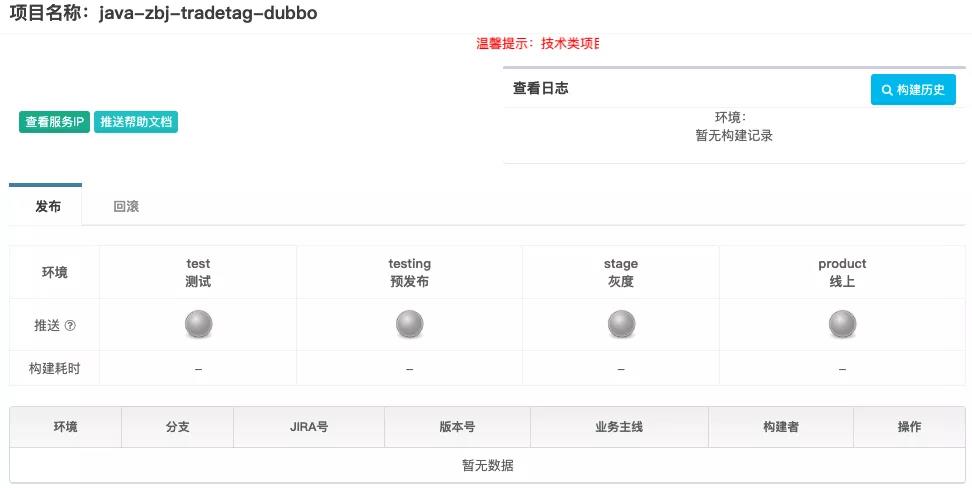 项目名称：java-zbj-tradetag-dubbo
温馨提示：技术类项
查看日志
构建历史
查看服务IP 推送帮助文档
环境：
暂无构建记录
发布 回滚
环境 test 测试 testing 预发布 stage 灰度 product 线上
推送 ?
构建耗时 – – – –
环境 分支 JIRA号 版本号 业务主线 构建者 操作
暂无数据